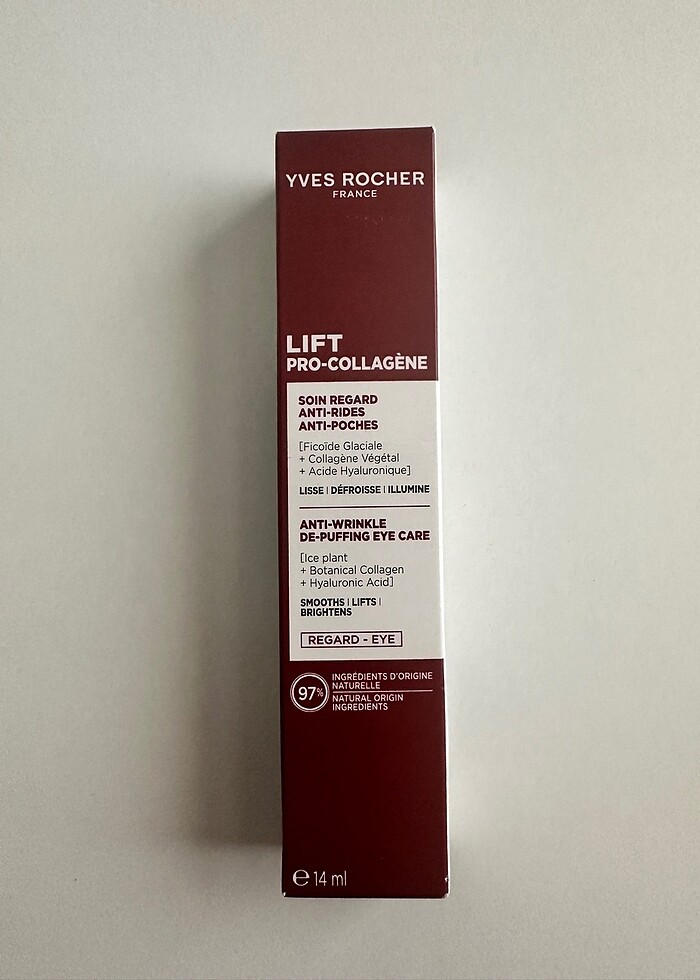 YVES ROCHER
FRANCE
LIFT
PRO-COLLAGÈNE
SOIN REGARD
ANTI-RIDES
ANTI-POCHES
[Ficoïde Glaciale
+ Collagène Végétal
+ Acide Hyaluronique]
LISSE | DÉFROISSE | ILLUMINE
ANTI-WRINKLE
DE-PUFFING EYE CARE
[Ice plant
+ Botanical Collagen
+ Hyaluronic Acid]
SMOOTHS | LIFTS |
BRIGHTENS
REGARD - EYE
97%
INGRÉDIENTS D'ORIGINE
NATURELLE
NATURAL ORIGIN
INGREDIENTS
℮ 14 ml